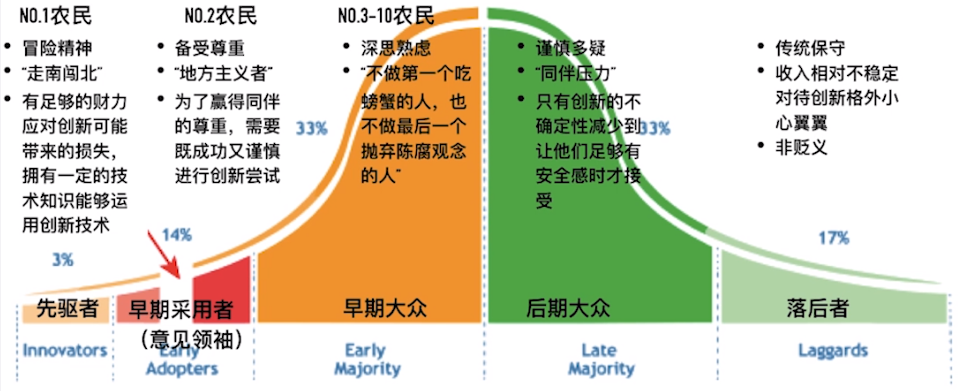 NO.1农民
• 冒险精神
• “走南闯北”
• 有足够的财力
应对创新可能
带来的损失，
拥有一定的技
术知识能够运
用创新技术
3%
先驱者
Innovators
NO.2农民
• 备受尊重
• “地方主义者”
• 为了赢得同伴
的尊重，需要
既成功又谨慎
进行创新尝试
14%
早期采用者
（意见领袖）
Early
Adopters
NO.3-10农民
• 深思熟虑
• “不做第一个吃
螃蟹的人，也
不做最后一个
抛弃陈腐观念
的人”
33%
早期大众
Early
Majority
• 谨慎多疑
• “同伴压力”
• 只有创新的不
确定性减少到
让他们足够有
安全感时才接
受
33%
后期大众
Late
Majority
• 传统保守
• 收入相对不稳定
对待创新格外小
心翼翼
• 非贬义
17%
落后者
Laggards